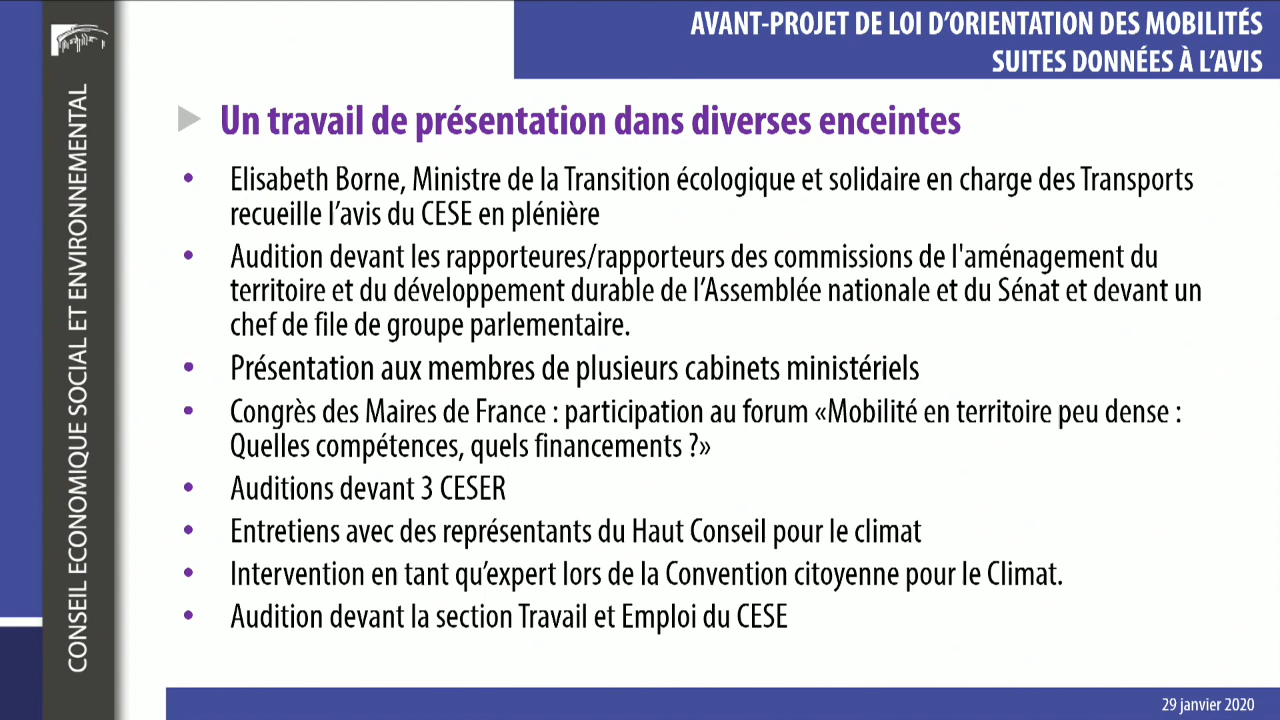 AVANT-PROJET DE LOI D’ORIENTATION DES MOBILITÉS
SUITES DONNÉES À L’AVIS
CONSEIL ECONOMIQUE SOCIAL ET ENVIRONNEMENTAL
Un travail de présentation dans diverses enceintes
• Elisabeth Borne, Ministre de la Transition écologique et solidaire en charge des Transports
recueille l’avis du CESE en plénière
• Audition devant les rapporteures/rapporteurs des commissions de l'aménagement du
territoire et du développement durable de l’Assemblée nationale et du Sénat et devant un
chef de file de groupe parlementaire.
• Présentation aux membres de plusieurs cabinets ministériels
• Congrès des Maires de France : participation au forum «Mobilité en territoire peu dense :
Quelles compétences, quels financements ?»
• Auditions devant 3 CESER
• Entretiens avec des représentants du Haut Conseil pour le climat
• Intervention en tant qu’expert lors de la Convention citoyenne pour le Climat.
• Audition devant la section Travail et Emploi du CESE
29 janvier 2020